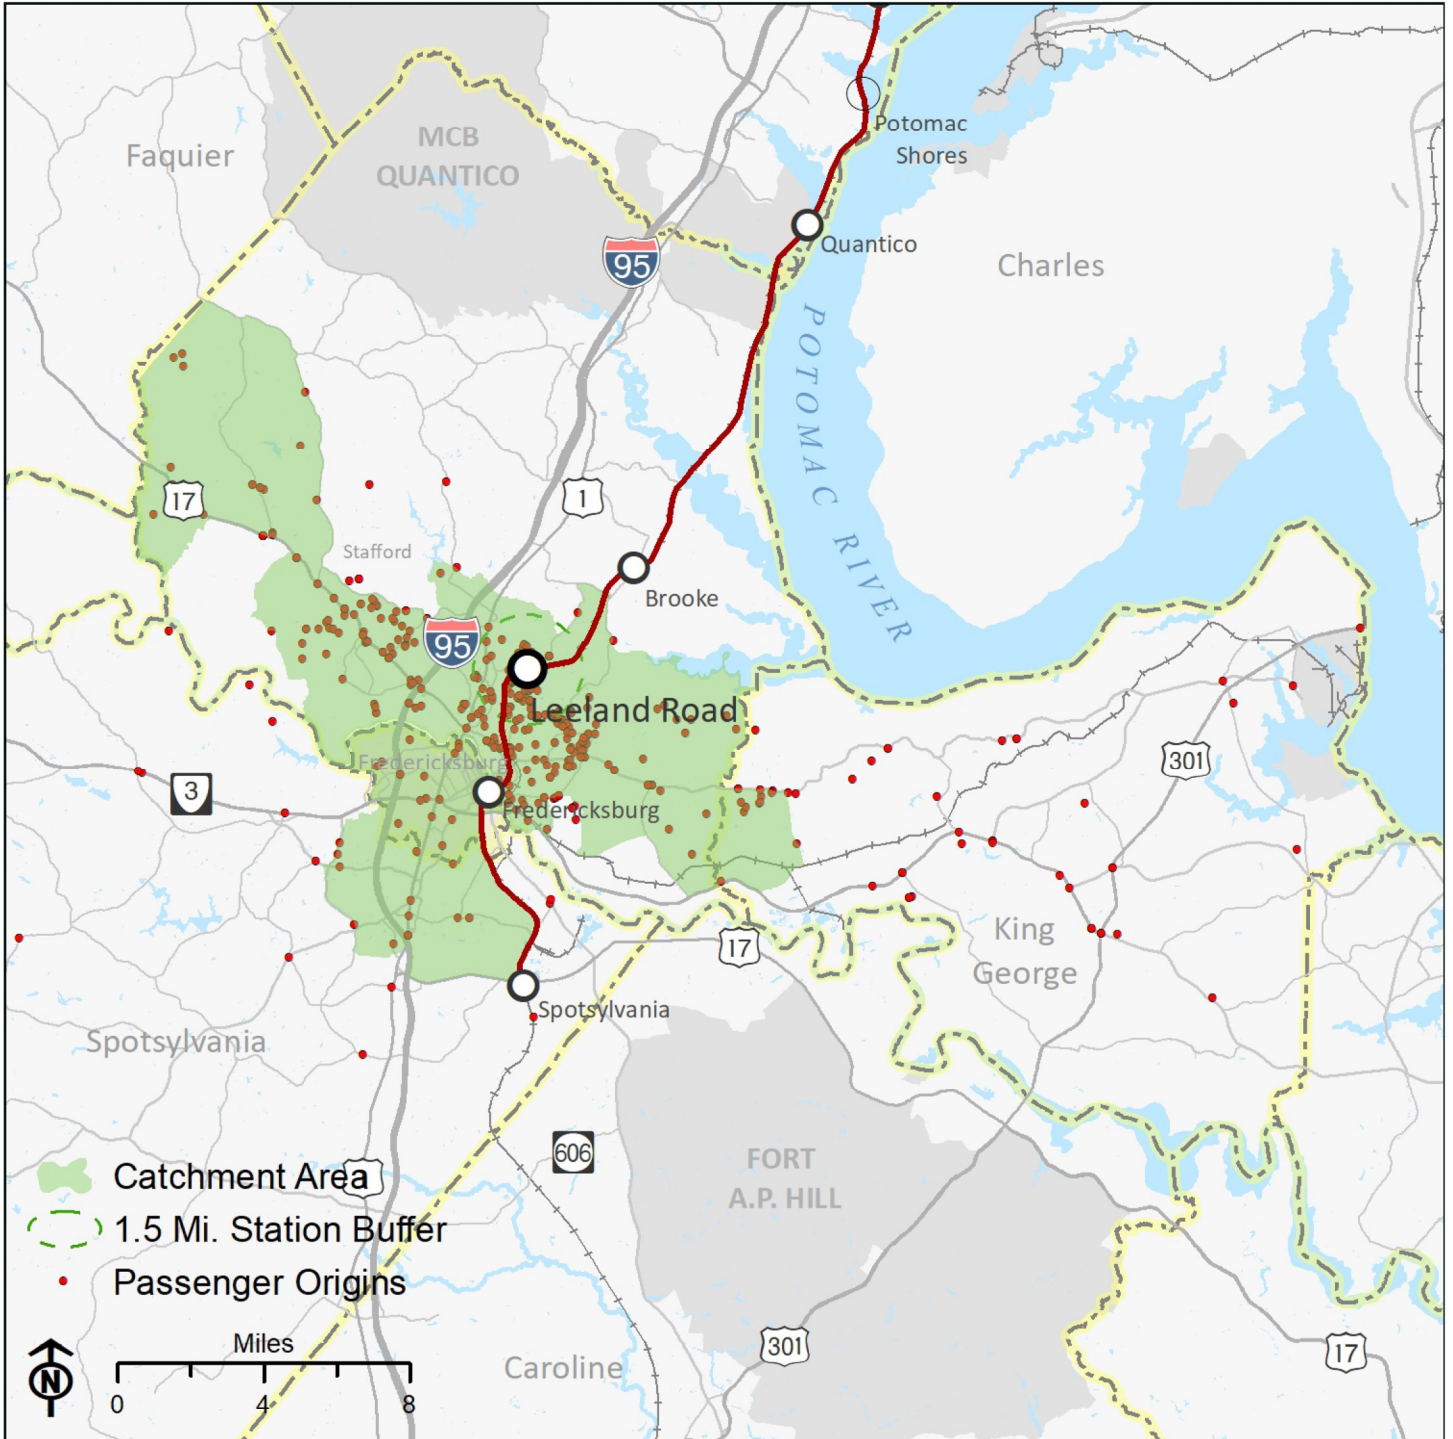 Potomac
Shores
MCB
QUANTICO
Faquier
Quantico
95
Charles
POTOMAC RIVER
17
1
Stafford
Brooke
95
Leeland Road
Fredericksburg
301
3
Fredericksburg
King
George
17
Spotsylvania
Spotsylvania
606
FORT
A.P. HILL
Catchment Area
1
1.5 Mi. Station Buffer
Passenger Origins
Miles
0
4
8
N
Caroline
301
17